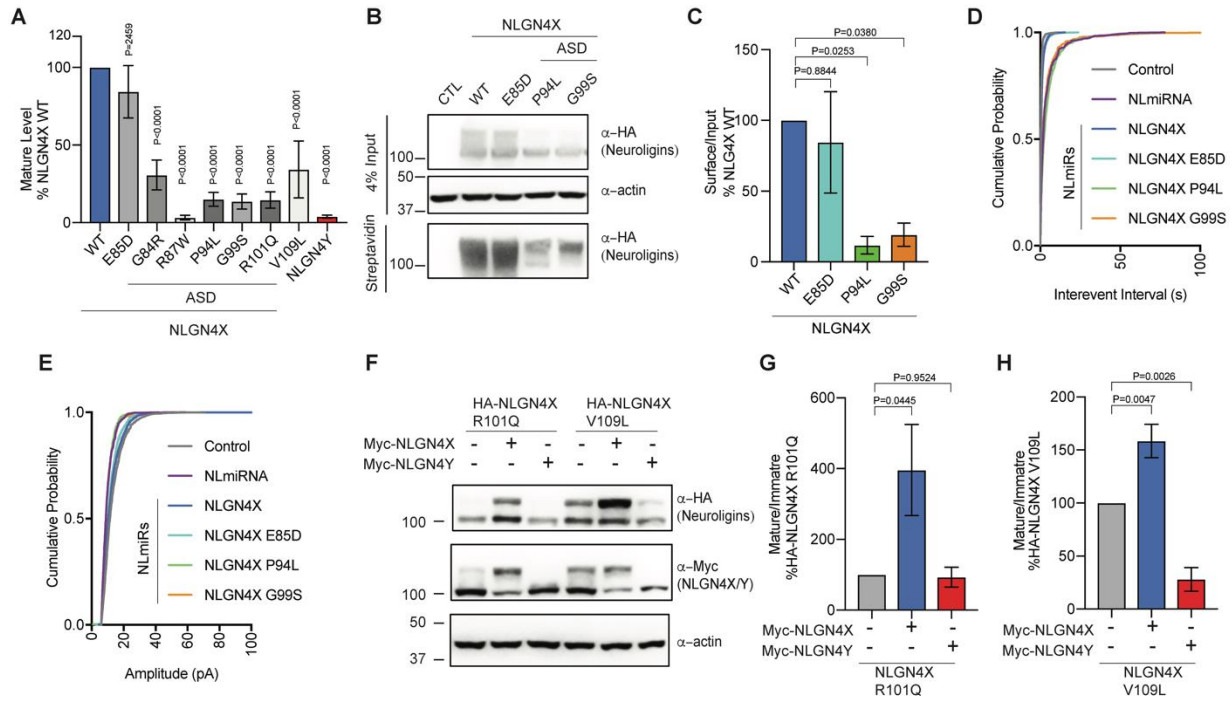 A
Mature Level
% NLGN4X WT
120
100
50
0
P=2459
P<0.0001
P<0.0001
P<0.0001
P<0.0001
P<0.0001
P<0.0001
P<0.0001
WT
E85D
G84R
R87W
P94L
G99S
R101Q
V109L
NLGNl4Y
ASD
NLGN4X
B
NLGN4X
ASD
CTL
WT
E85D
P94L
G99S
4% Input
100
α-HA
(Neuroligins)
50
37
α-actin
Streptavidin
100
α-HA
(Neuroligins)
C
Surface/Input
% NLG4X WT
150
100
50
0
P=0.0380
P=0.0253
P=0.8844
WT
E85D
P94L
G99S
NLGN4X
D
Cumulative Probability
1.0
0.5
0.0
0
50
100
Interevent Interval (s)
Control
NLmiRNA
NLGN4X
NLGN4X E85D
NLGN4X P94L
NLGN4X G99S
NLmiRs
E
Cumulative Probability
1.0
0.5
0.0
0
20
40
60
80
100
Amplitude (pA)
Control
NLmiRNA
NLGN4X
NLGN4X E85D
NLGN4X P94L
NLGN4X G99S
NLmiRs
F
HA-NLGN4X
R101Q
HA-NLGN4X
V109L
Myc-NLGN4X - + - - + -
Myc-NLGN4Y - - + - - +
100
α-HA
(Neuroligins)
100
α-Myc
(NLGN4X/Y)
50
37
α-actin
G
Mature/Immatre
%HA-NLGN4X R101Q
800
600
400
200
0
P=0.9524
P=0.0445
Myc-NLGN4X - + -
Myc-NLGN4Y - - +
NLGN4X
R101Q
H
Mature/Immatre
%HA-NLGN4X V109L
200
150
100
50
0
P=0.0026
P=0.0047
Myc-NLGN4X - + -
Myc-NLGN4Y - - +
NLGN4X
V109L